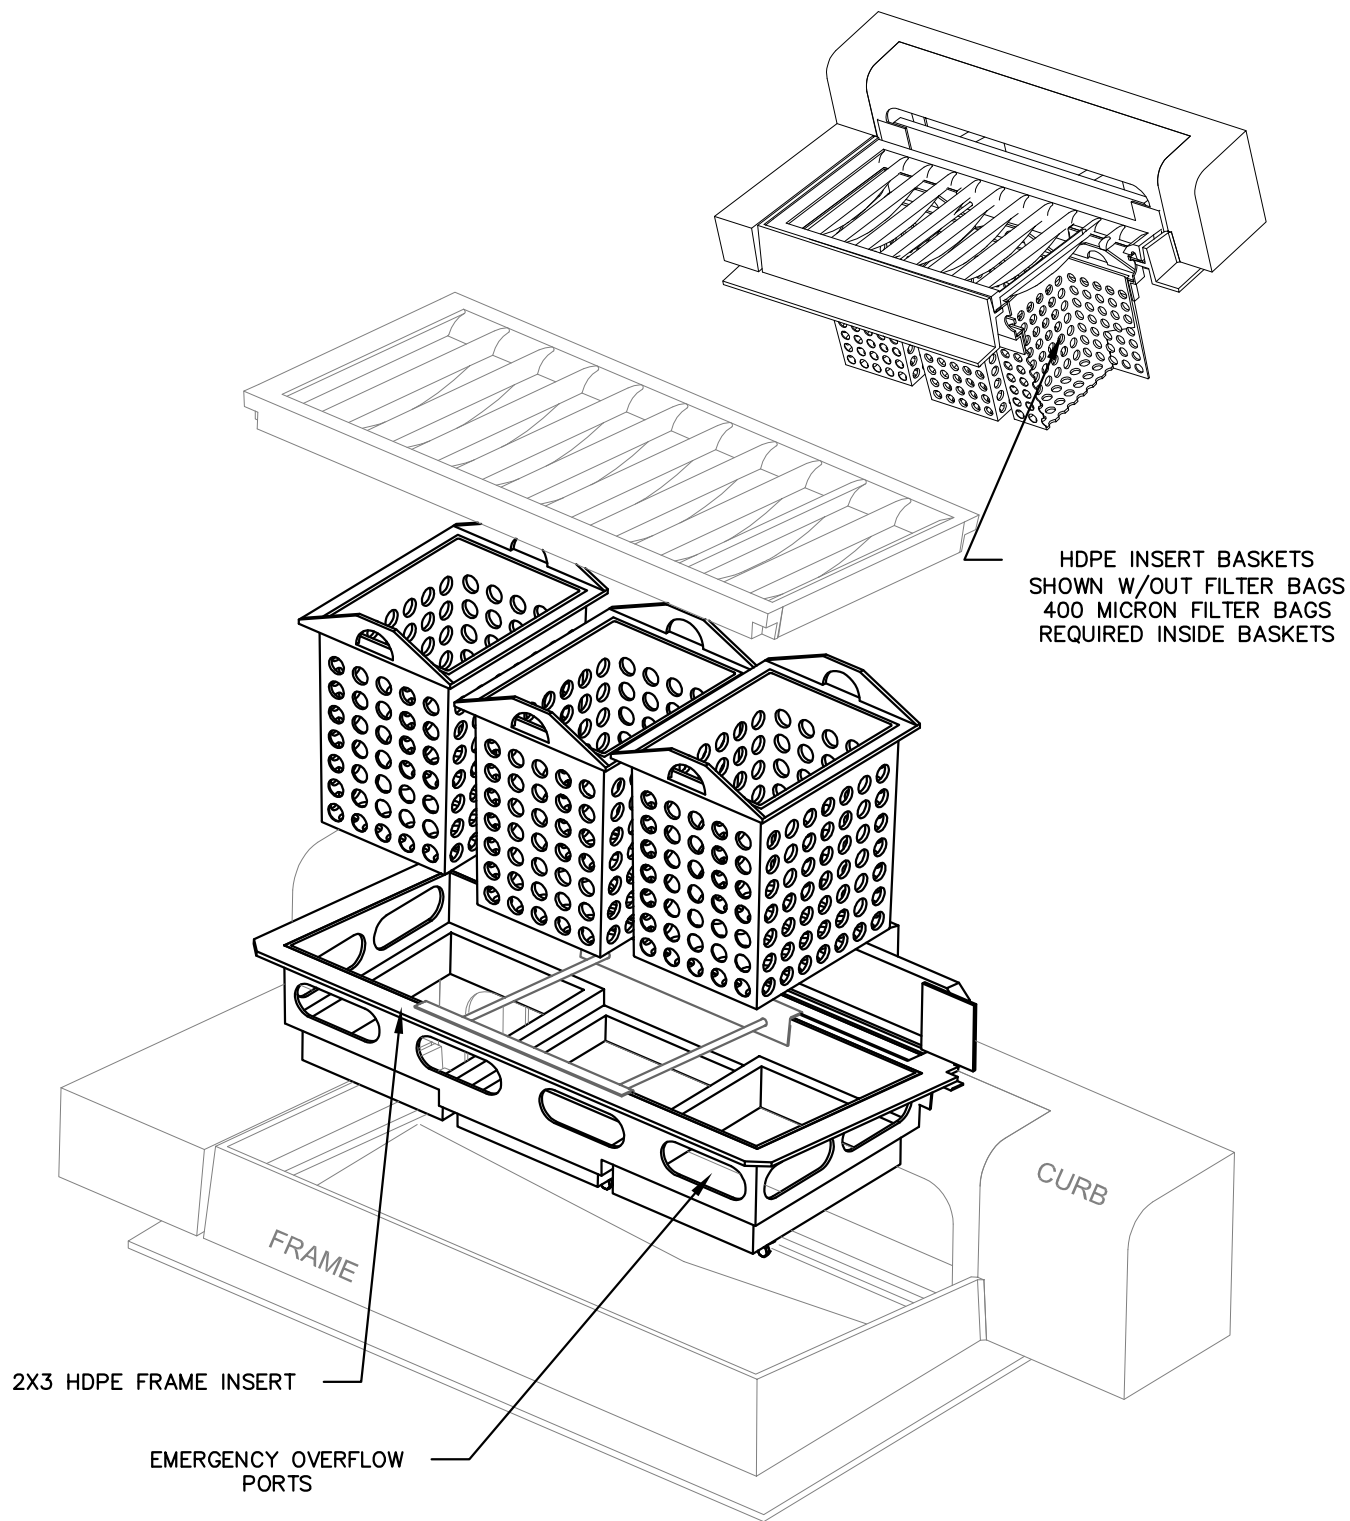 HDPE INSERT BASKETS
SHOWN W/OUT FILTER BAGS
400 MICRON FILTER BAGS
REQUIRED INSIDE BASKETS
CURB
FRAME
2X3 HDPE FRAME INSERT
EMERGENCY OVERFLOW
PORTS